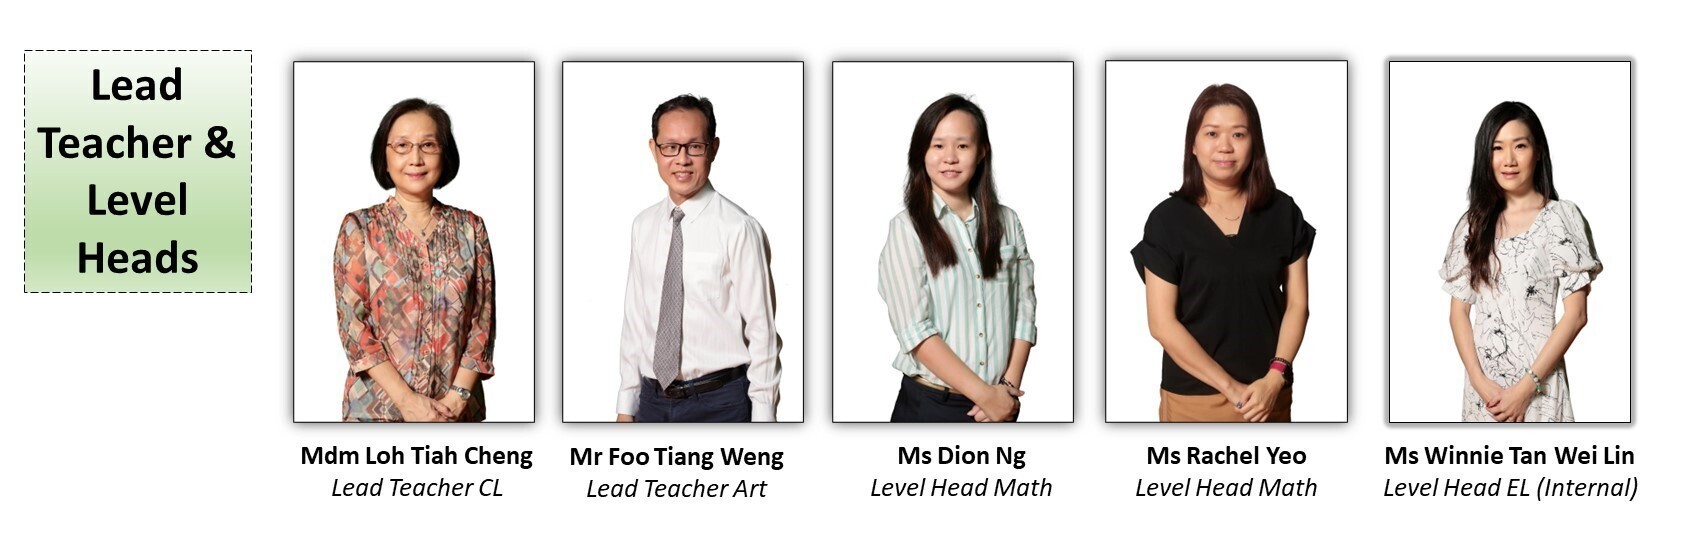 Lead
Teacher &
Level
Heads
Mdm Loh Tiah Cheng
Lead Teacher CL
Mr Foo Tiang Weng
Lead Teacher Art
Ms Dion Ng
Level Head Math
Ms Rachel Yeo
Level Head Math
Ms Winnie Tan Wei Lin
Level Head EL (Internal)